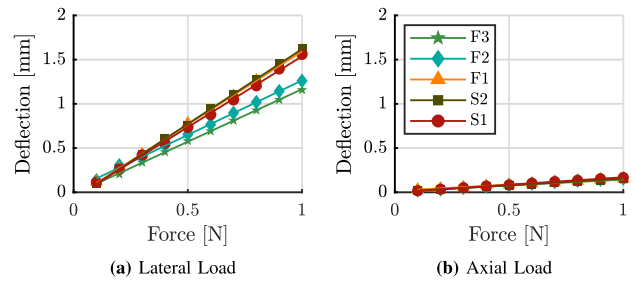 2
1.5
1
0.5
0
0
0.5
1
Deflection [mm]
Force [N]
(a) Lateral Load
2
1.5
1
0.5
0
0
0.5
1
Deflection [mm]
Force [N]
F3
F2
F1
S2
S1
(b) Axial Load